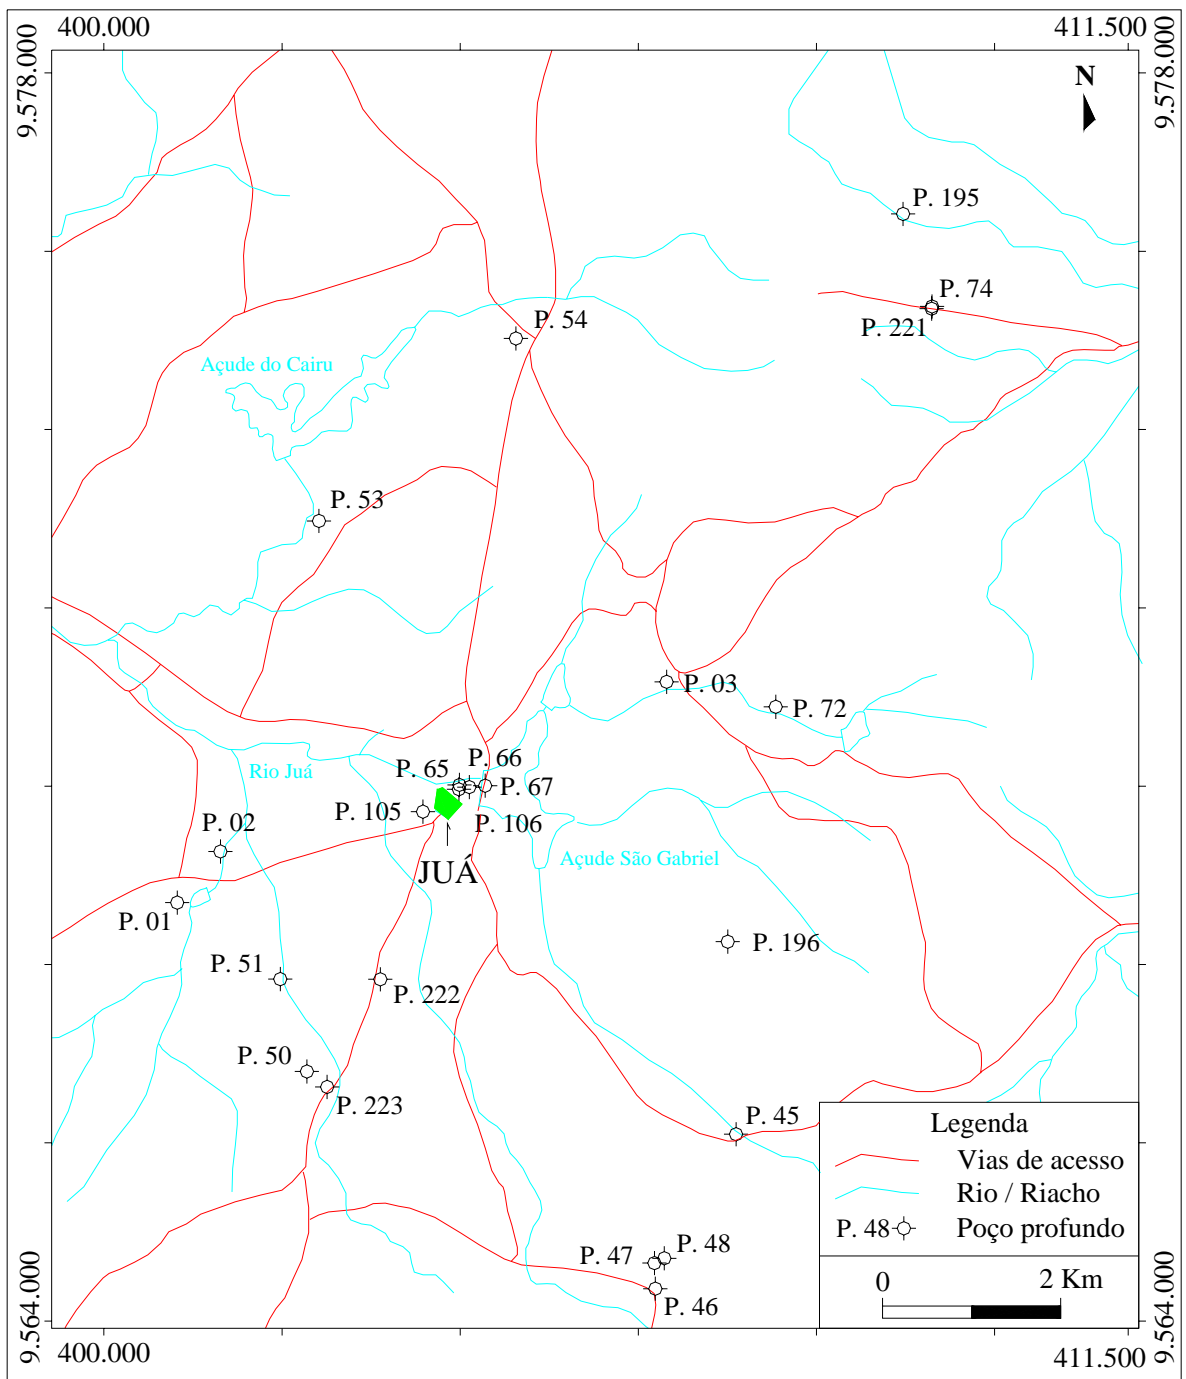 400.000
411.500
9.578.000
9.578.000
N
P. 195
P. 74
P. 221
P. 54
Açude do Cairu
P. 53
P. 03
P. 72
P. 66
P. 65
Rio Juá
P. 67
P. 105
P. 106
P. 02
Açude São Gabriel
JUÁ
P. 01
P. 196
P. 51
P. 222
P. 50
P. 223
P. 45
Legenda
Vias de acesso
Rio / Riacho
P. 48 Poço profundo
P. 48
P. 47
P. 46
0 2 Km
9.564.000
9.564.000
400.000
411.500